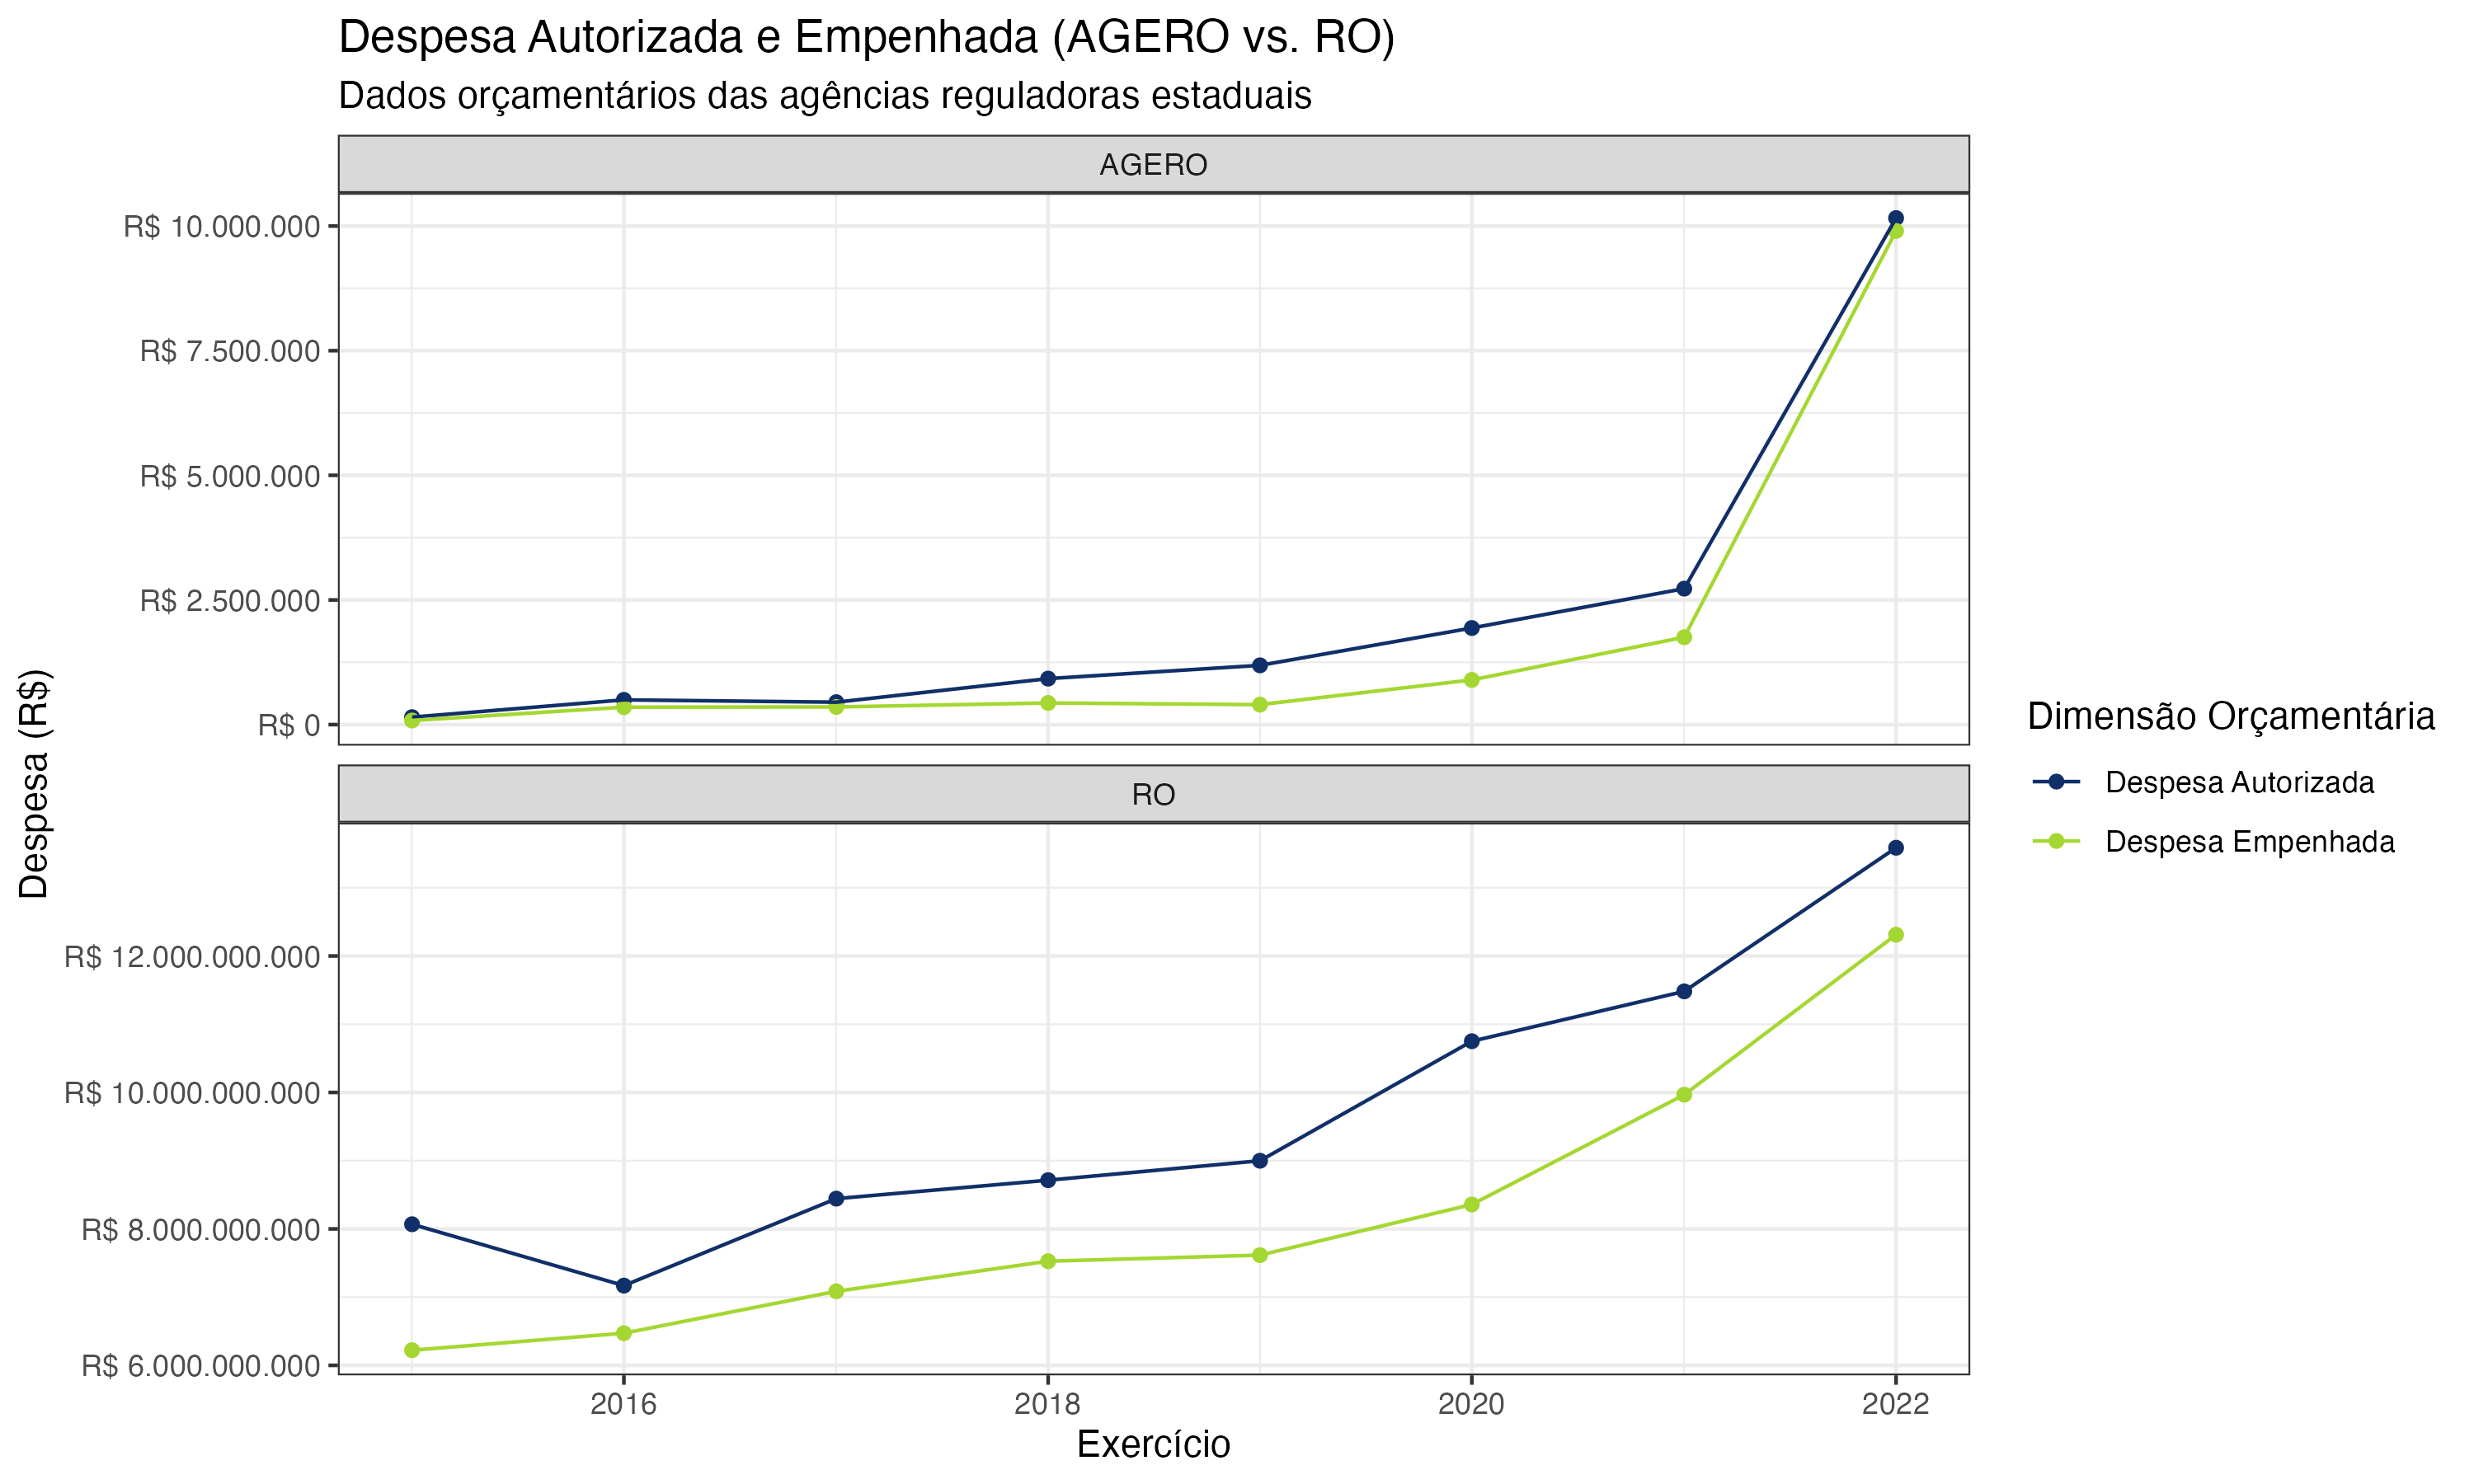 Despesa Autorizada e Empenhada (AGERO vs. RO)
Dados orçamentários das agências reguladoras estaduais
AGERO
R$ 10.000.000
R$ 7.500.000
R$ 5.000.000
R$ 2.500.000
R$ 0
RO
R$ 12.000.000.000
R$ 10.000.000.000
R$ 8.000.000.000
R$ 6.000.000.000
2016
2018
2020
2022
Exercício
Despesa (R$)
Dimensão Orçamentária
Despesa Autorizada
Despesa Empenhada